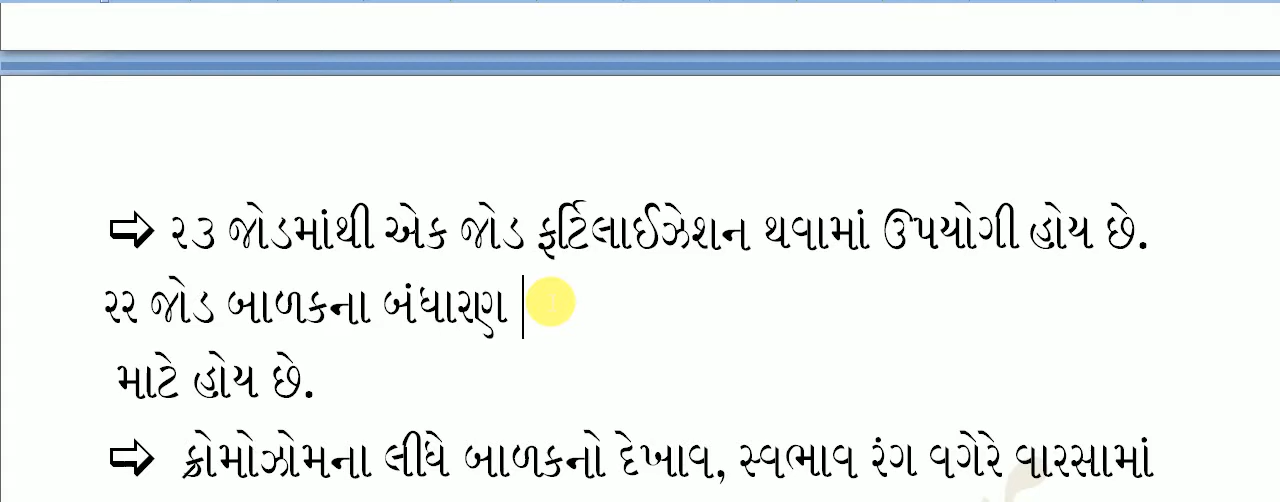 ⇨ ૨૩ જોડમાંથી એક જોડ ફર્ટિલાઈઝેશન થવામાં ઉપયોગી હોય છે.
૨૨ જોડ બાળકના બંધારણ
માટે હોય છે.
⇨ ક્રોમોઝોમના લીધે બાળકનો દેખાવ, સ્વભાવ રંગ વગેરે વારસામાં